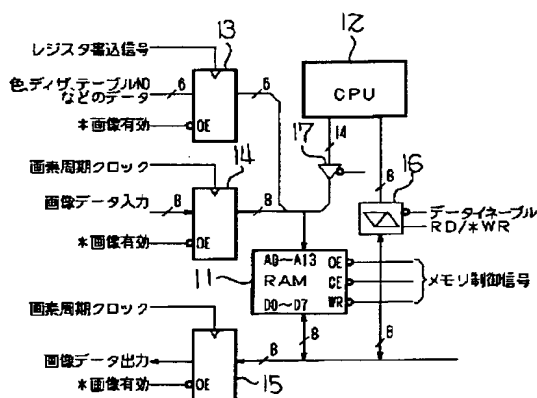 13
12
レジスタ書込信号
色、ディザ、テーブルNO
などのデータ
6
6
CPU
*画像有効
OE
17
14
画素周期クロック
14
8
16
画像データ入力
8
8
データイネーブル
RD/*WR
*画像有効
OE
11
A0~A13
OE
RAM
CE
メモリ制御信号
D0~D7
WR
画素周期クロック
8
8
画像データ出力
8
*画像有効
OE
15